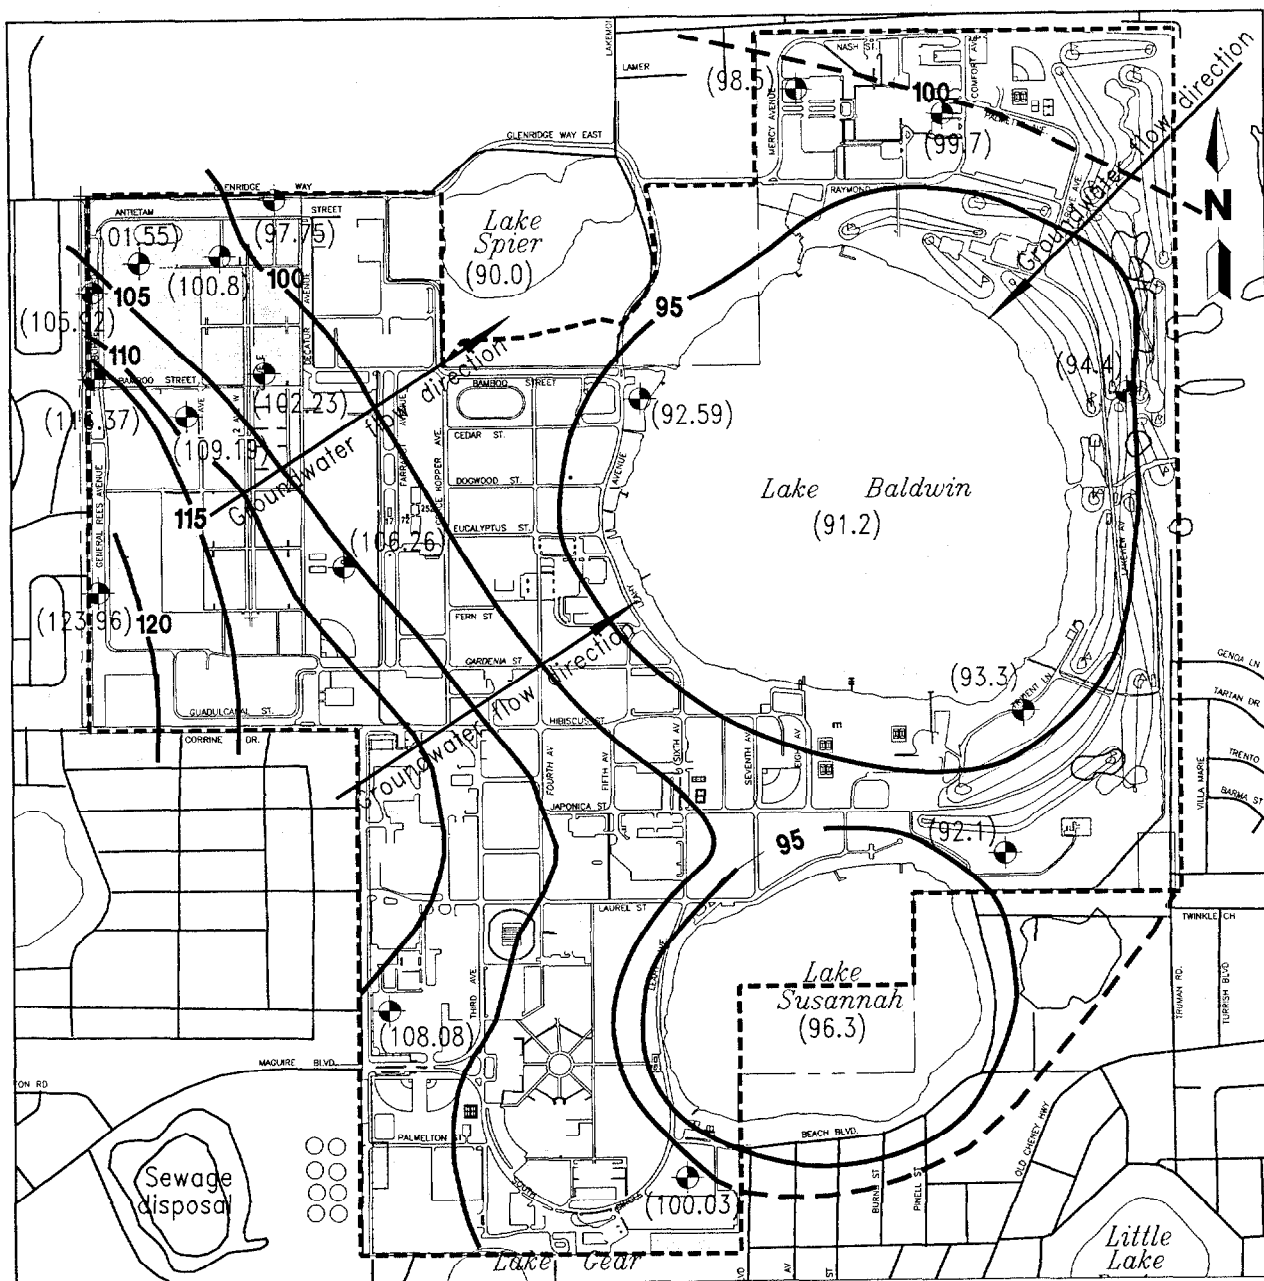 LAMER
NASH ST.
COMFORT AVE
(98.5)
100
MERCY AVENUE
(99.7)
Groundwater flow direction
GLENRIDGE WAY EAST
N
GLENRIDGE WAY
RAYMOND
ANTIETAM STREET
(97.75)
Lake
Spier
(90.0)
(100.8)
100
105
95
(105.92)
DECATUR AVENUE
110
BAMBOO STREET
BAMBOO STREET
Groundwater flow direction
(94.4)
(102.23)
(92.59)
CEDAR ST.
(109.19)
DOGWOOD ST.
AVENUE
Lake Baldwin
(91.2)
115
GENERAL REES AVENUE
EUCALYPTUS ST.
(106.26)
(123.96)
120
FERN ST
GARDENIA ST
(93.3)
GENOA LN
TARTAN DR
GUADULCANAL ST.
HIBISCUS ST
CORRINE DR.
Groundwater flow direction
FOURTH AV
FIFTH AV
SIXTH AV
SEVENTH AV
TRENTO
VILLA MARIE
BARMA ST
JAPONICA ST.
95
(92.1)
LAUREL ST
TWINKLE CH
Lake
Susannah
(96.3)
THIRD AVE.
TRUMAN RD.
TURRISH BLVD
(108.08)
MAGUIRE BLVD.
TON RD
PALMELTON ST
BEACH BLVD.
OLD CHENEY HWY
Sewage
disposal
SOUTH
(100.03)
BURNS ST
PINELL ST
Lake Gear
AV
ST
Little
Lake